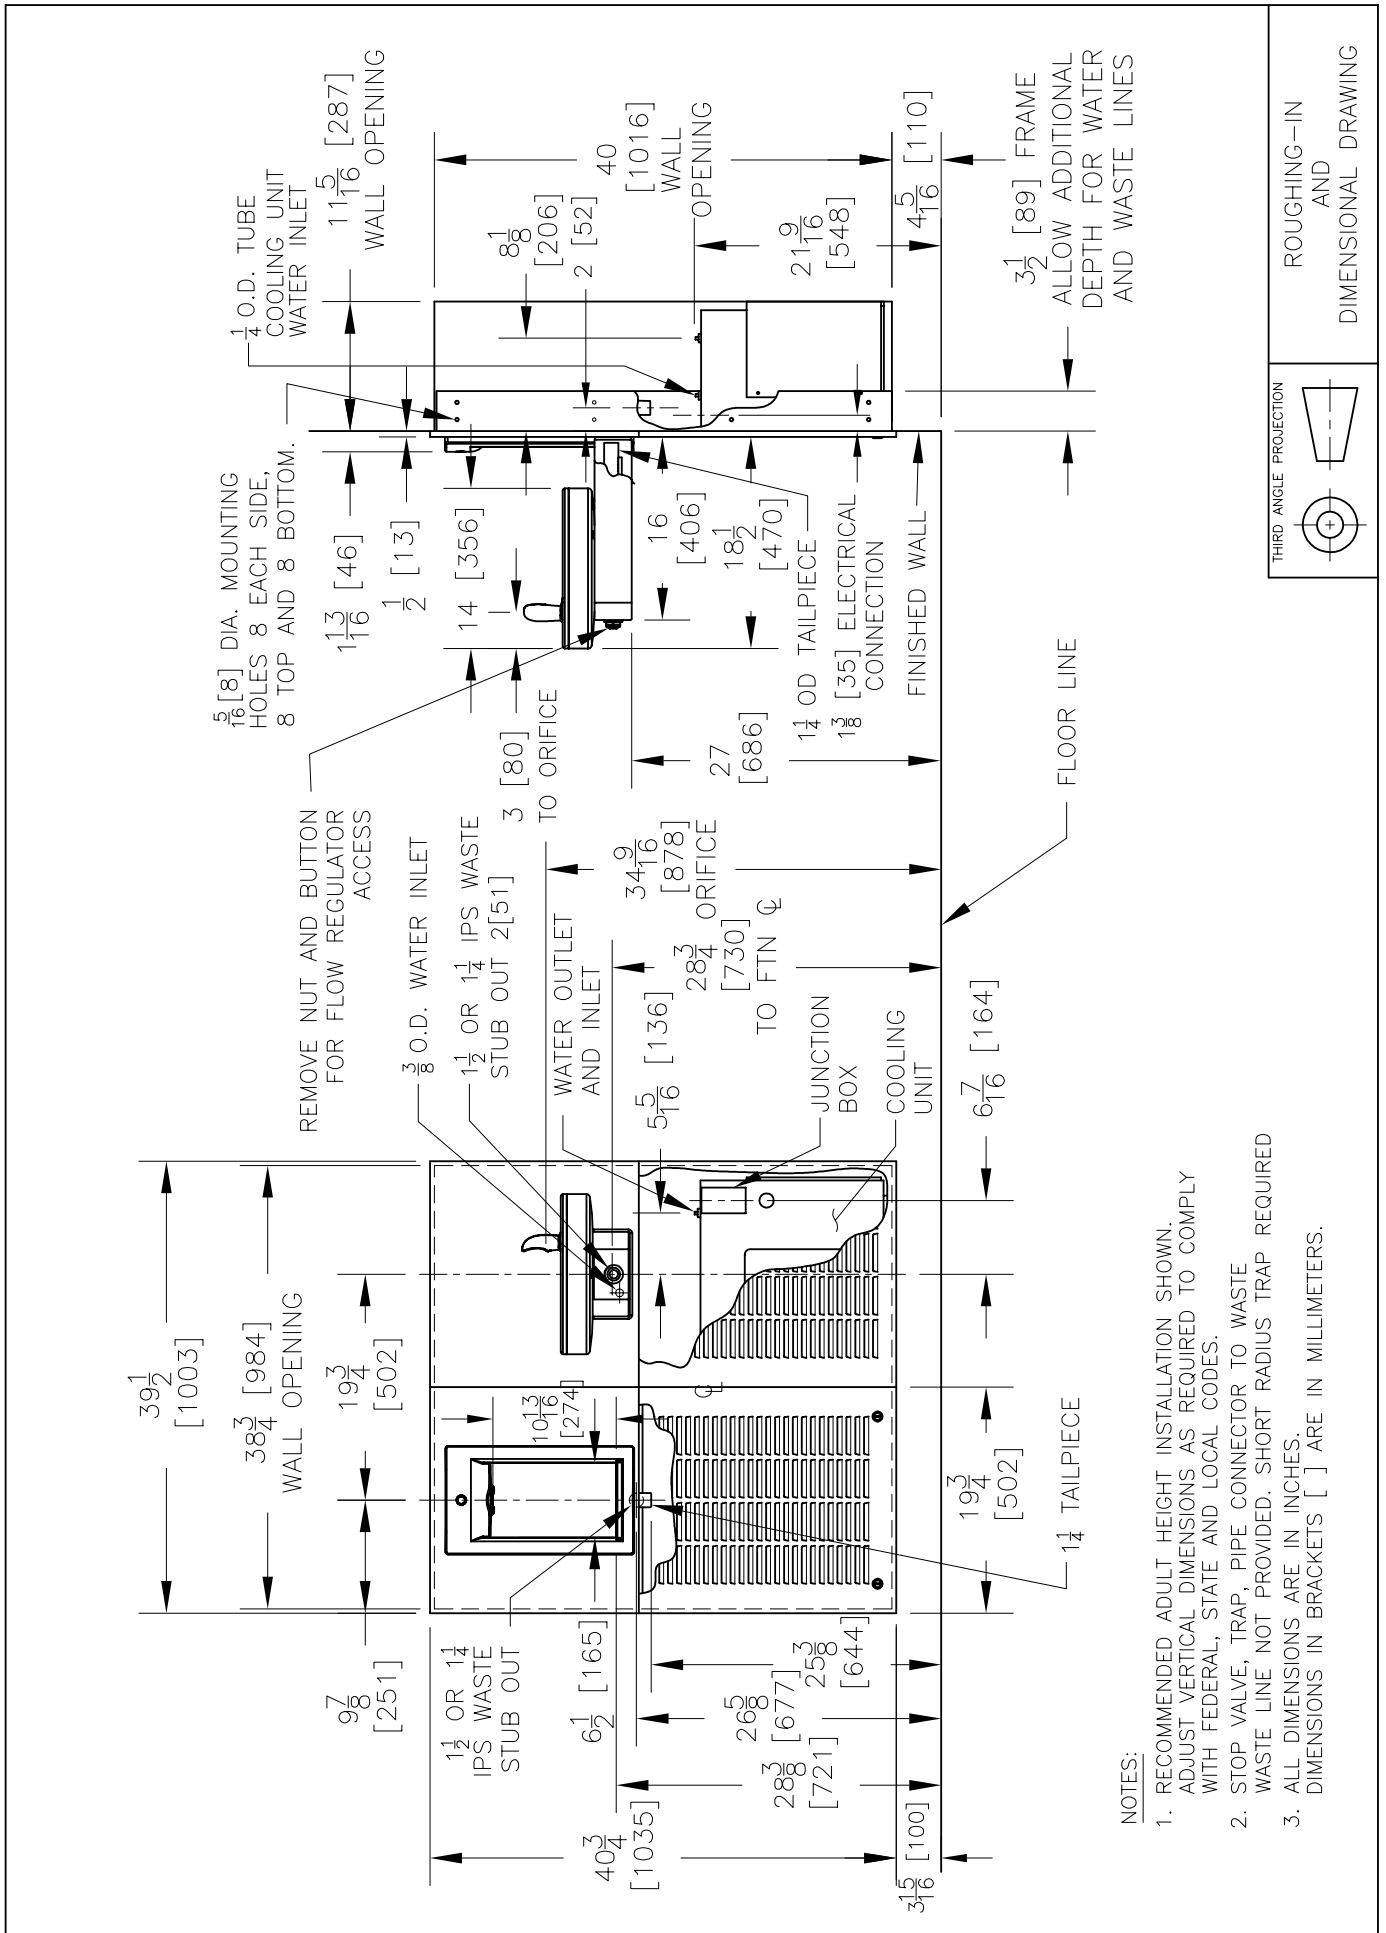 1/4 O.D. TUBE
COOLING UNIT
WATER INLET
11 5/16 [287]
WALL OPENING
5/16 [8] DIA. MOUNTING
HOLES 8 EACH SIDE,
8 TOP AND 8 BOTTOM.
1 13/16 [46]
1/2 [13]
14 [356]
3 [80]
TO ORIFICE
8 1/8
[206]
2 [52]
40
[1016]
WALL
OPENING
21 9/16
[548]
4 5/16 [110]
3 1/2 [89] FRAME
ALLOW ADDITIONAL
DEPTH FOR WATER
AND WASTE LINES
16
[406]
18 1/2
[470]
1 1/4 OD TAILPIECE
1 3/8 [35] ELECTRICAL
CONNECTION
FINISHED WALL
27
[686]
FLOOR LINE
REMOVE NUT AND BUTTON
FOR FLOW REGULATOR
ACCESS
3/8 O.D. WATER INLET
1 1/2 OR 1 1/4 IPS WASTE
STUB OUT 2[51]
WATER OUTLET
AND INLET
34 9/16
[878]
ORIFICE
28 3/4
[730]
TO FTN ℄
5 5/16 [136]
JUNCTION
BOX
COOLING
UNIT
6 7/16 [164]
39 1/2
[1003]
38 3/4 [984]
WALL OPENING
19 3/4
[502]
9 7/8
[251]
10 13/16
[274]
℄
19 3/4
[502]
1 1/4 TAILPIECE
1 1/2 OR 1 1/4
IPS WASTE
STUB OUT
6 1/2 [165]
25 3/8
[644]
26 5/8
[677]
28 3/8
[721]
40 3/4
[1035]
3 15/16 [100]
NOTES:
1. RECOMMENDED ADULT HEIGHT INSTALLATION SHOWN.
ADJUST VERTICAL DIMENSIONS AS REQUIRED TO COMPLY
WITH FEDERAL, STATE AND LOCAL CODES.
2. STOP VALVE, TRAP, PIPE CONNECTOR TO WASTE
WASTE LINE NOT PROVIDED. SHORT RADIUS TRAP REQUIRED
3. ALL DIMENSIONS ARE IN INCHES.
DIMENSIONS IN BRACKETS [ ] ARE IN MILLIMETERS.
THIRD ANGLE PROJECTION
ROUGHING-IN
AND
DIMENSIONAL DRAWING